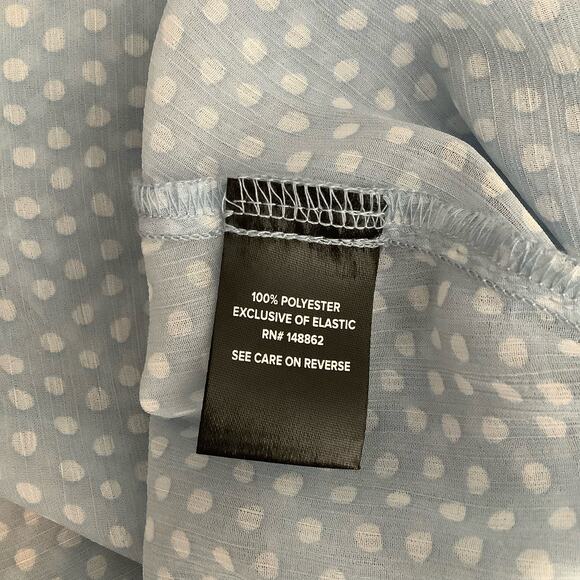 100% POLYESTER
EXCLUSIVE OF ELASTIC
RN# 148862
SEE CARE ON REVERSE